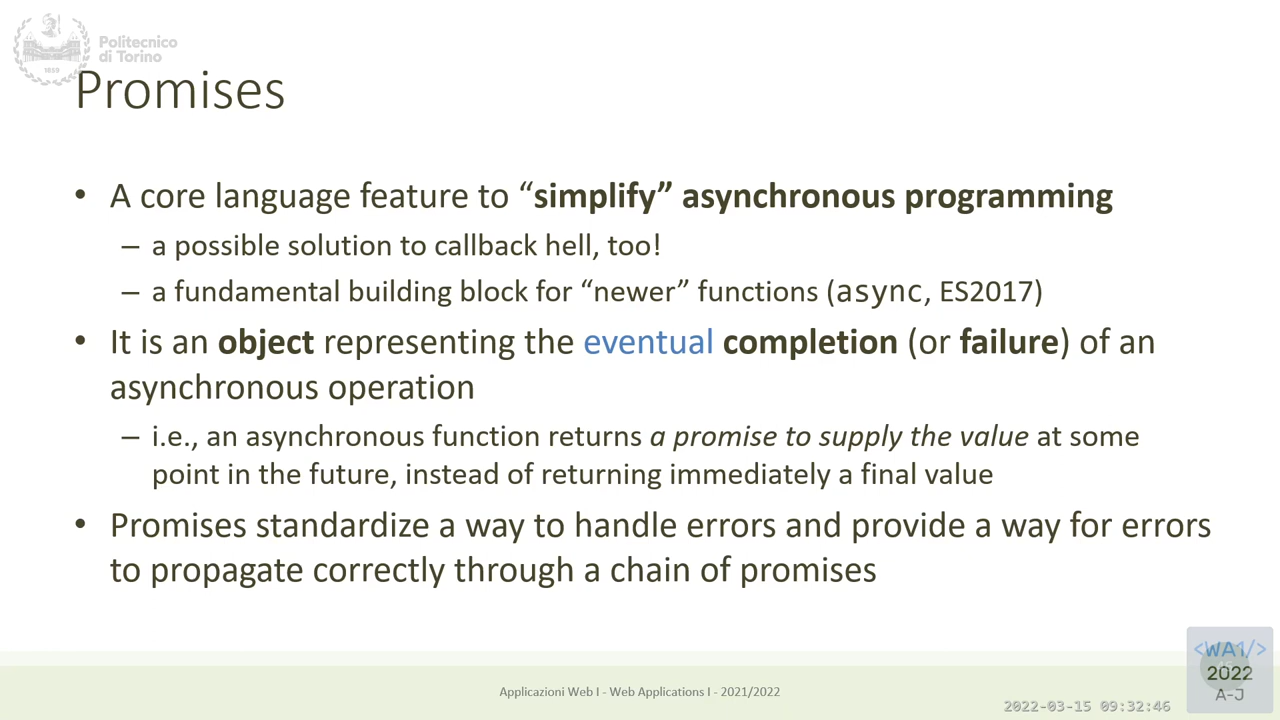 Politecnico
di Torino
1859
Promises
• A core language feature to “simplify” asynchronous programming
– a possible solution to callback hell, too!
– a fundamental building block for “newer” functions (async, ES2017)
• It is an object representing the eventual completion (or failure) of an
asynchronous operation
– i.e., an asynchronous function returns a promise to supply the value at some
point in the future, instead of returning immediately a final value
• Promises standardize a way to handle errors and provide a way for errors
to propagate correctly through a chain of promises
Applicazioni Web I - Web Applications I - 2021/2022
2022-03-15 09:32:46
<WA1/>
2022
A-J